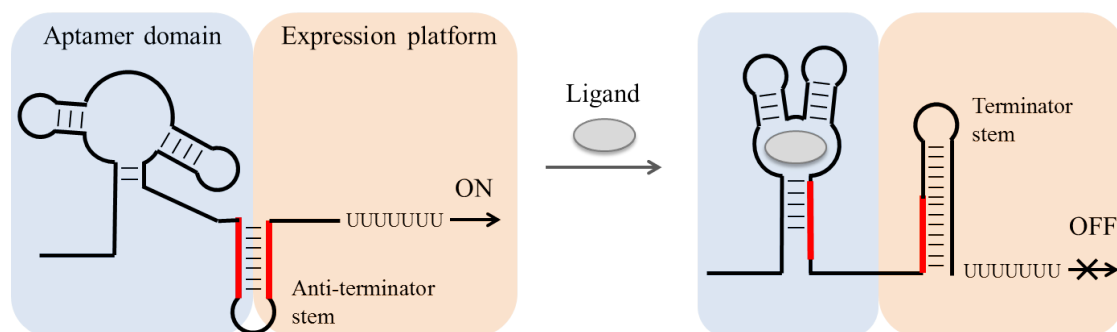 Aptamer domain
Expression platform
ON
UUUUUUU
Anti-terminator
stem
Ligand
Terminator
stem
OFF
UUUUUUU